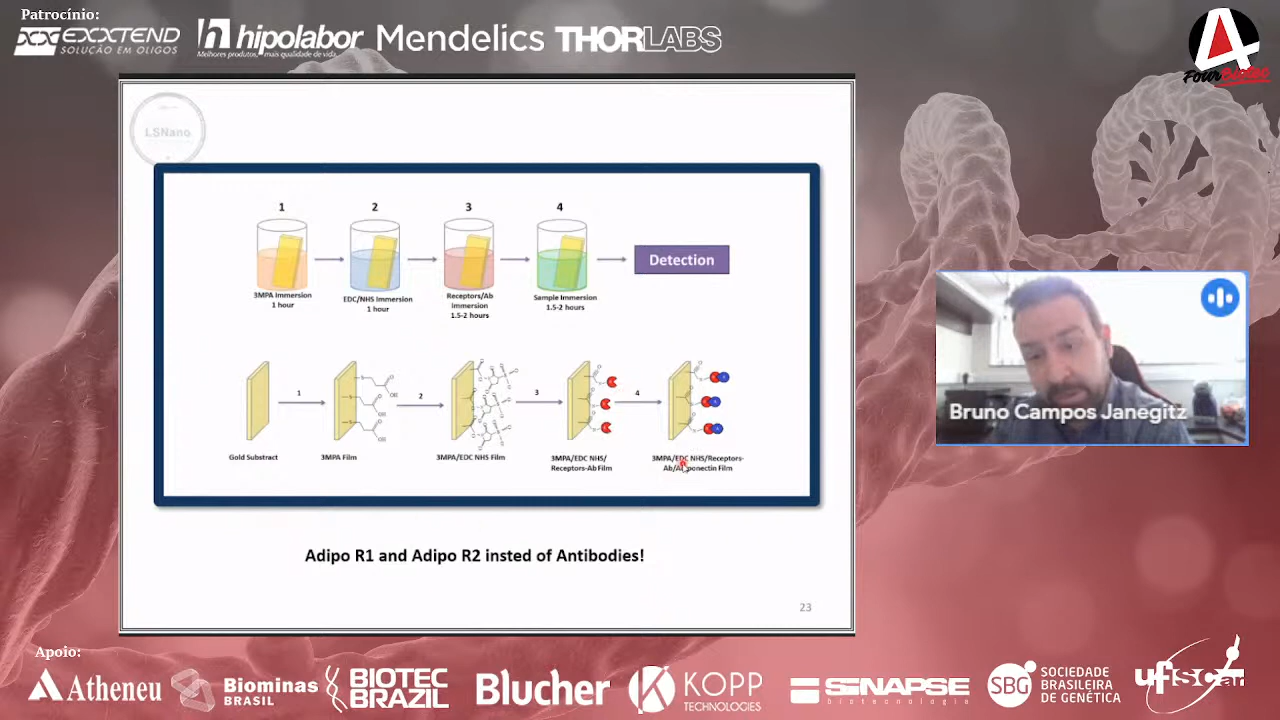 Patrocínio:
EXXTEND
SOLUÇÃO EM OLIGOS
hipolabor
Melhores produtos, mais qualidade de vida.
Mendelics
THORLABS
FourBiotec
LSNano
1
2
3
4
3MPA Immersion
1 hour
EDC/NHS Immersion
1 hour
Receptors/Ab
Immersion
1.5-2 hours
Sample Immersion
1.5-2 hours
Detection
1
2
3
4
Gold Substract
3MPA Film
3MPA/EDC NHS Film
3MPA/EDC NHS/
Receptors-Ab Film
3MPA/EDC NHS/Receptors-
Film
Adipo R1 and Adipo R2 insted of Antibodies!
23
Bruno Campos Janegitz
Apoio:
Atheneu
Biominas
BRASIL
BIOTEC
BRAZIL
Blucher
KOPP
TECHNOLOGIES
SINAPSE
biotecnologia
SBG
SOCIEDADE
BRASILEIRA
DE GENÉTICA
ufscar